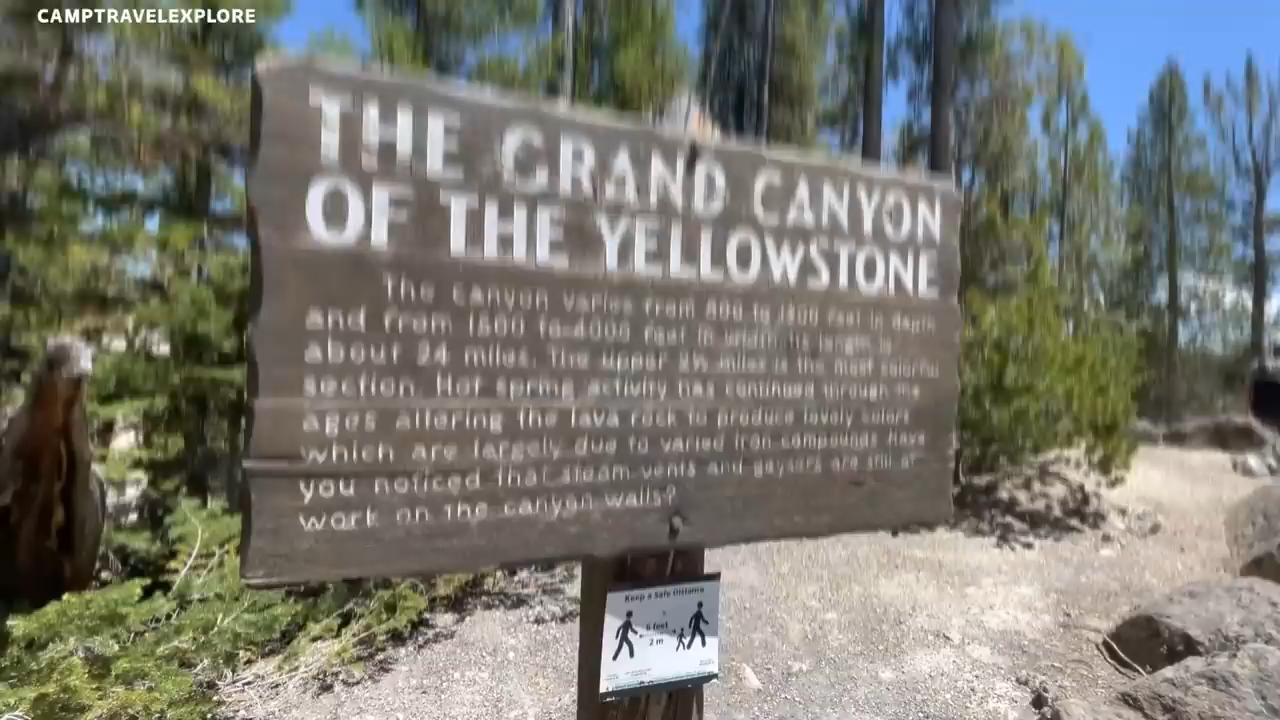 CAMPTRAVELEXPLORE
THE GRAND CANYON
OF THE YELLOWSTONE
The canyon varies from 800 to 1200 feet in depth
and from 1500 to 4000 feet in width. Its length is
about 24 miles. The upper 2½ miles is the most colorful
section. Hot spring activity has continued through the
ages altering the lava rock to produce lovely colors
which are largely due to varied iron compounds. Have
you noticed that steam vents and geysers are still at
work on the canyon walls?
Keep a Safe Distance
6 feet
2 m